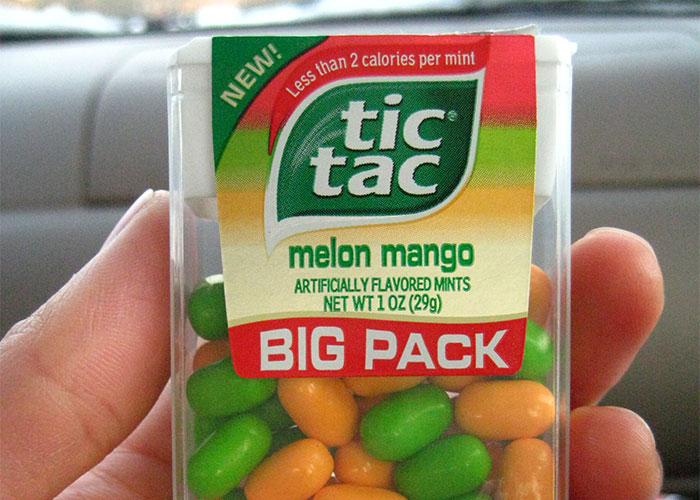 NEW!
Less than 2 calories per mint
tic®
tac
melon mango
ARTIFICIALLY FLAVORED MINTS
NET WT 1 OZ (29g)
BIG PACK